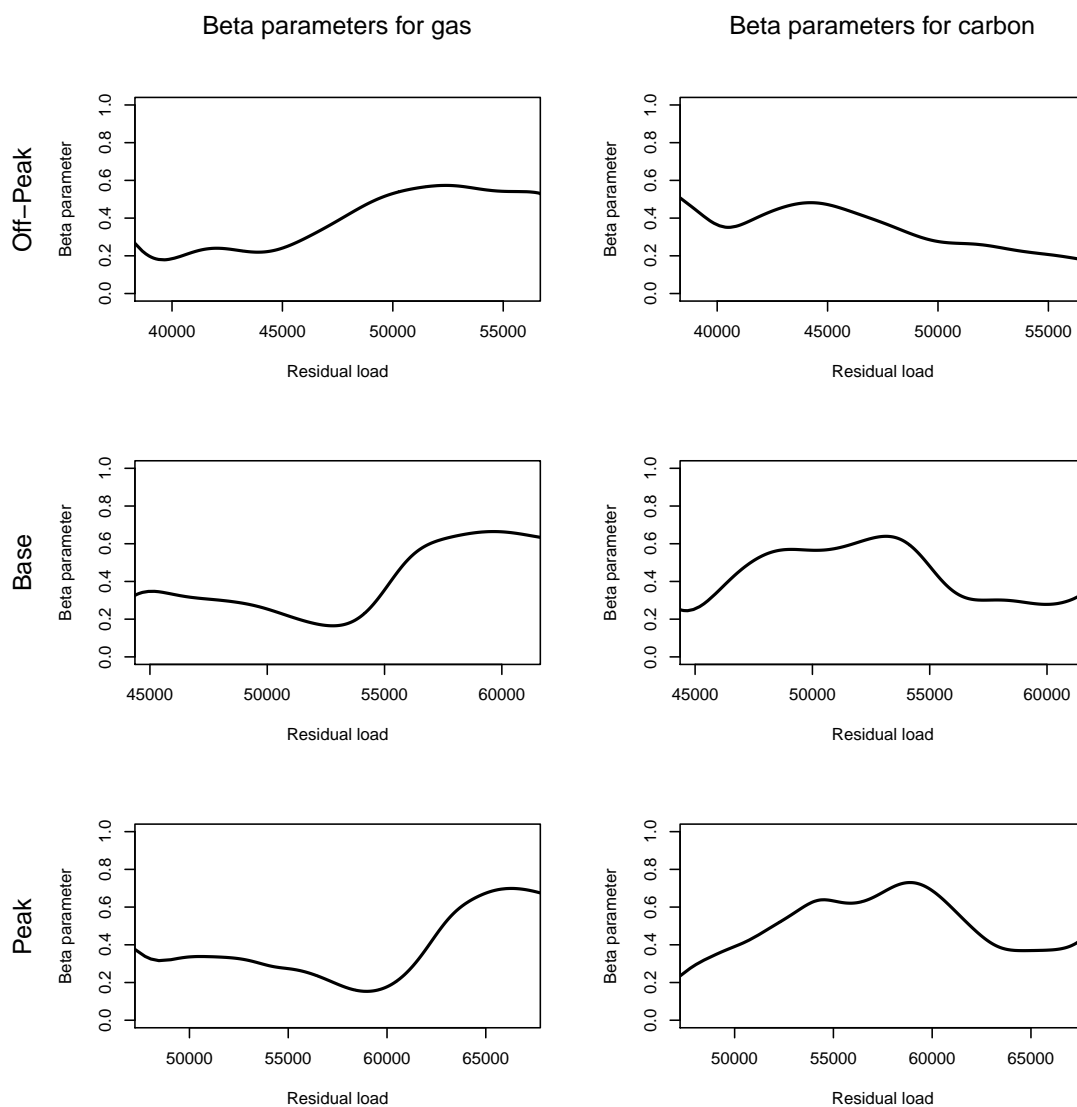 Beta parameters for gas
Beta parameters for carbon
Off−Peak
Beta parameter
0.0 0.2 0.4 0.6 0.8 1.0
40000 45000 50000 55000
Residual load
Beta parameter
0.0 0.2 0.4 0.6 0.8 1.0
40000 45000 50000 55000
Residual load
Base
Beta parameter
0.0 0.2 0.4 0.6 0.8 1.0
45000 50000 55000 60000
Residual load
Beta parameter
0.0 0.2 0.4 0.6 0.8 1.0
45000 50000 55000 60000
Residual load
Peak
Beta parameter
0.0 0.2 0.4 0.6 0.8 1.0
50000 55000 60000 65000
Residual load
Beta parameter
0.0 0.2 0.4 0.6 0.8 1.0
50000 55000 60000 65000
Residual load